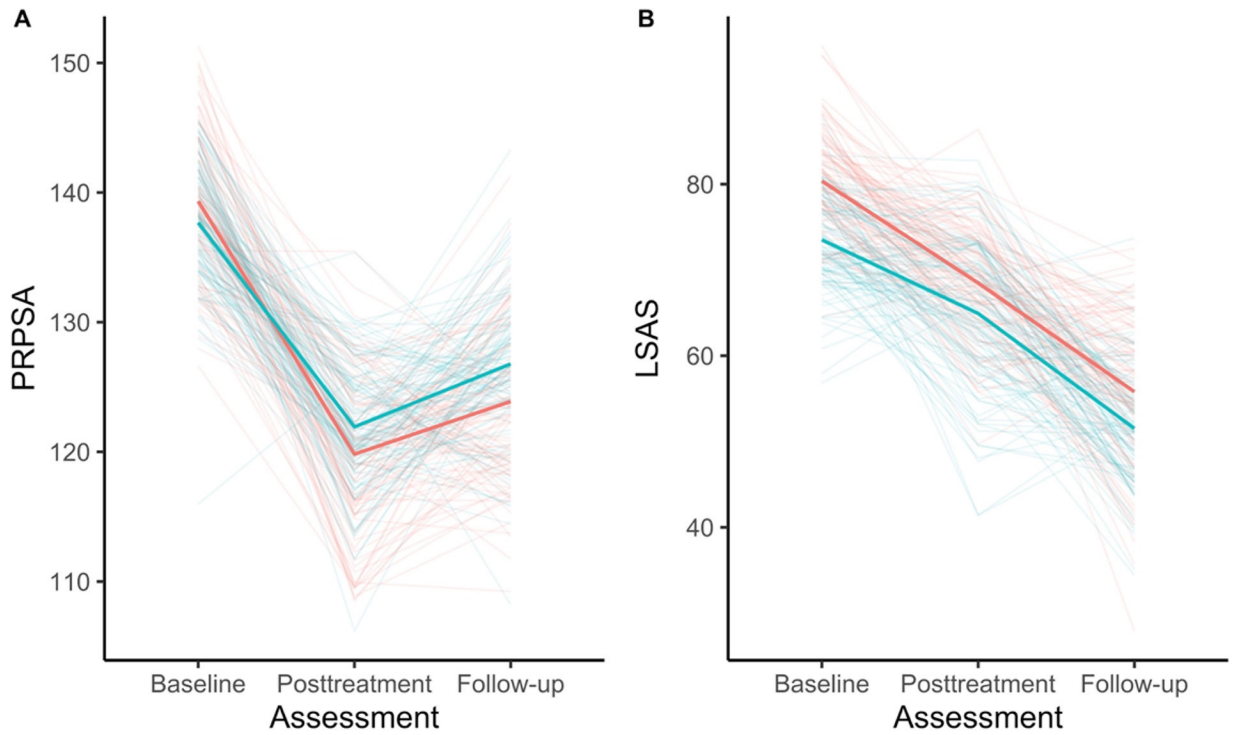 A
PRPSA
150
140
130
120
110
Baseline Posttreatment Follow-up
Assessment
B
LSAS
80
60
40
Baseline Posttreatment Follow-up
Assessment